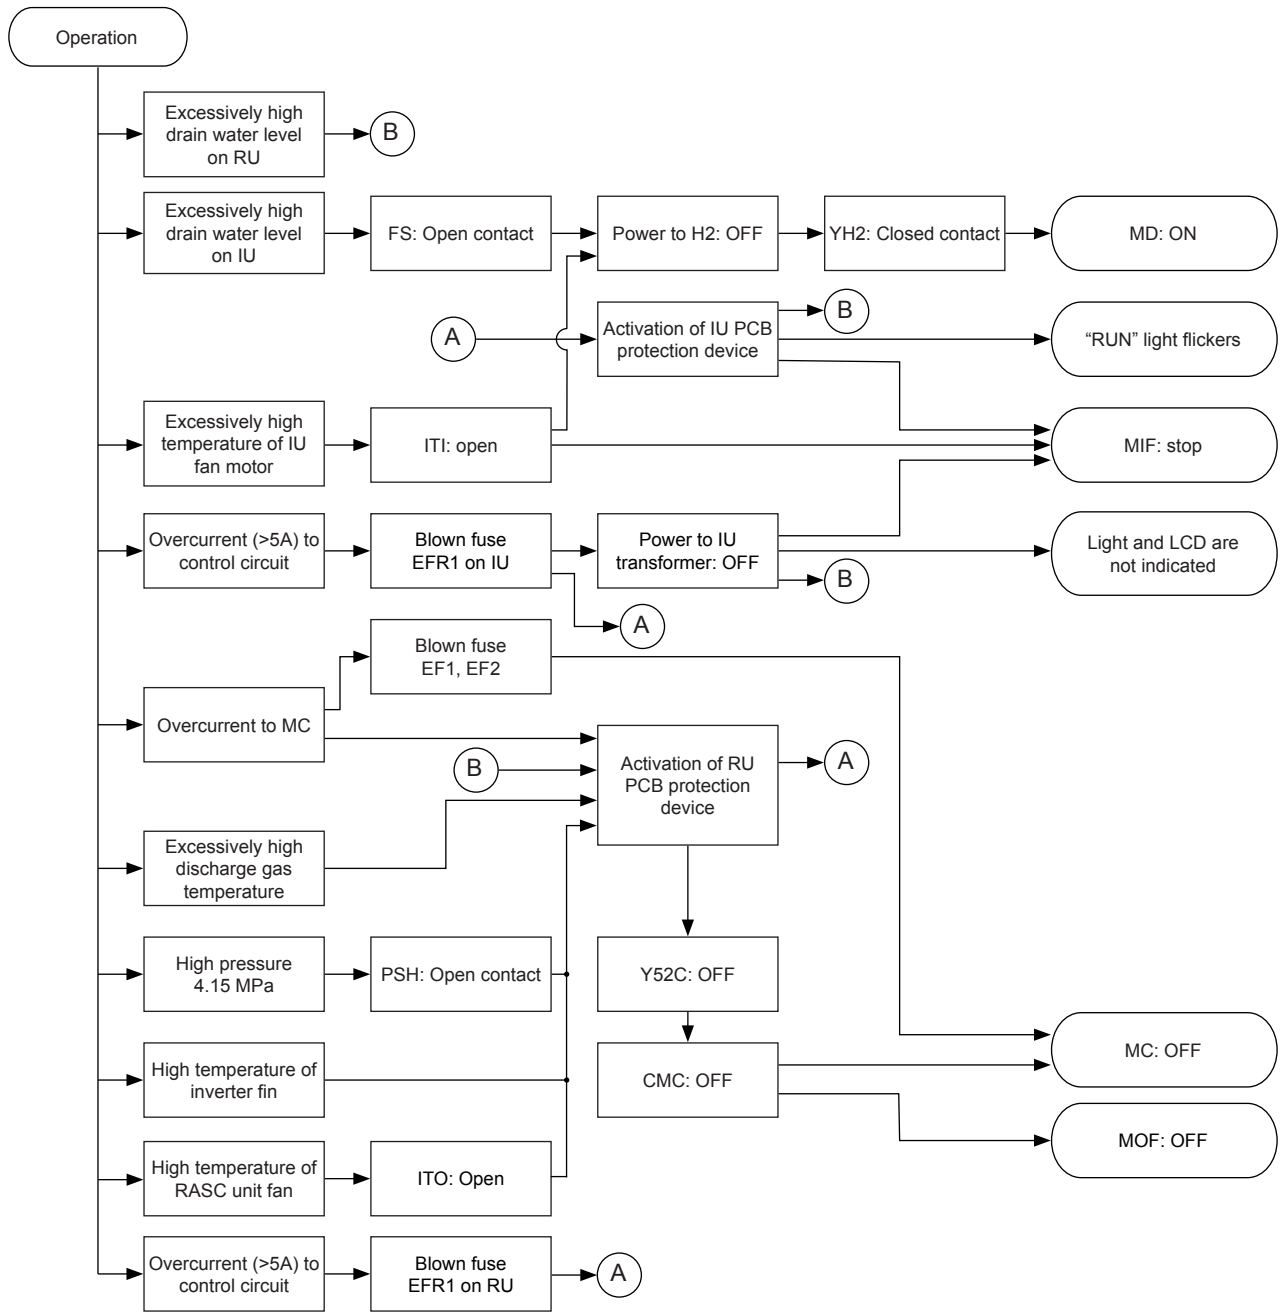 Operation
Excessively high
drain water level
on RU
B
Excessively high
drain water level
on IU
FS: Open contact
Power to H2: OFF
YH2: Closed contact
MD: ON
A
Activation of IU PCB
protection device
B
“RUN” light flickers
Excessively high
temperature of IU
fan motor
ITI: open
MIF: stop
Overcurrent (>5A) to
control circuit
Blown fuse
EFR1 on IU
Power to IU
transformer: OFF
B
Light and LCD are
not indicated
A
Blown fuse
EF1, EF2
Overcurrent to MC
B
Activation of RU
PCB protection
device
A
Excessively high
discharge gas
temperature
High pressure
4.15 MPa
PSH: Open contact
Y52C: OFF
High temperature of
inverter fin
CMC: OFF
MC: OFF
MOF: OFF
High temperature of
RASC unit fan
ITO: Open
Overcurrent (>5A) to
control circuit
Blown fuse
EFR1 on RU
A